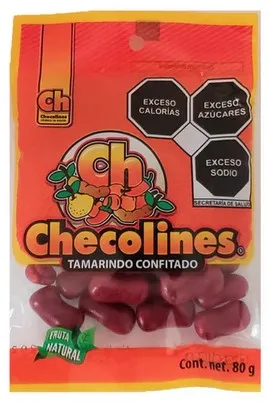 Ch
Checolines
EXCESO
CALORÍAS
EXCESO
AZÚCARES
EXCESO
SODIO
SECRETARÍA DE SALUD
Ch
Checolines®
TAMARINDO CONFITADO
FRUTA
NATURAL
Cont. net. 80 g